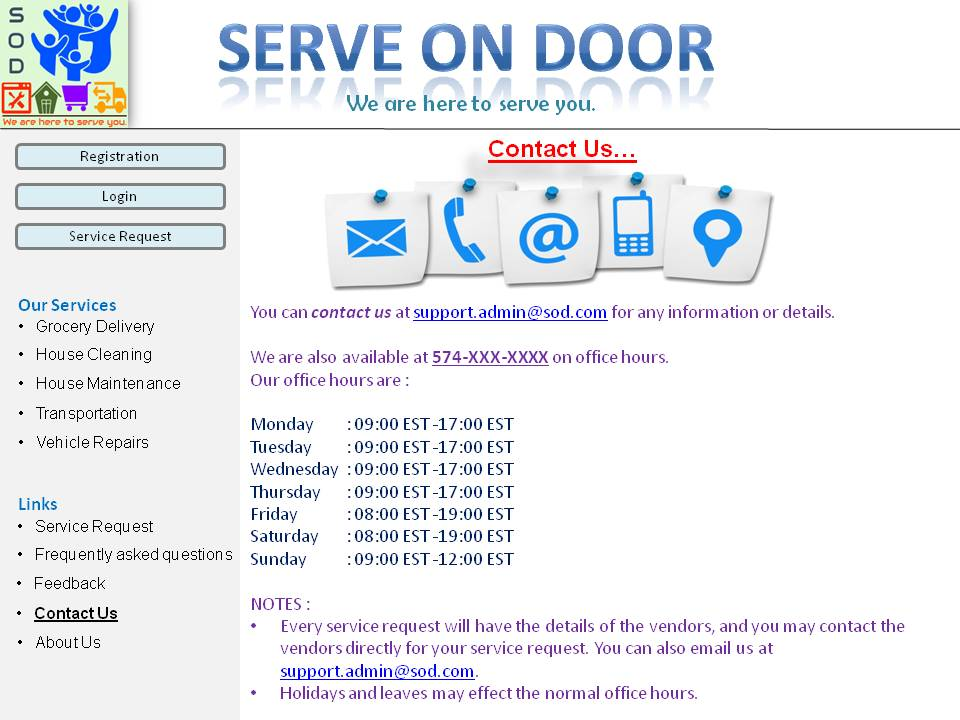 SOD
We are here to serve you.
SERVE ON DOOR
We are here to serve you.
Registration
Login
Service Request
Our Services
• Grocery Delivery
• House Cleaning
• House Maintenance
• Transportation
• Vehicle Repairs
Links
• Service Request
• Frequently asked questions
• Feedback
• Contact Us
• About Us
Contact Us...
@
You can contact us at support.admin@sod.com for any information or details.
We are also available at 574-XXX-XXXX on office hours.
Our office hours are :
Monday : 09:00 EST -17:00 EST
Tuesday : 09:00 EST -17:00 EST
Wednesday : 09:00 EST -17:00 EST
Thursday : 09:00 EST -17:00 EST
Friday : 08:00 EST -19:00 EST
Saturday : 08:00 EST -19:00 EST
Sunday : 09:00 EST -12:00 EST
NOTES :
• Every service request will have the details of the vendors, and you may contact the
vendors directly for your service request. You can also email us at
support.admin@sod.com.
• Holidays and leaves may effect the normal office hours.